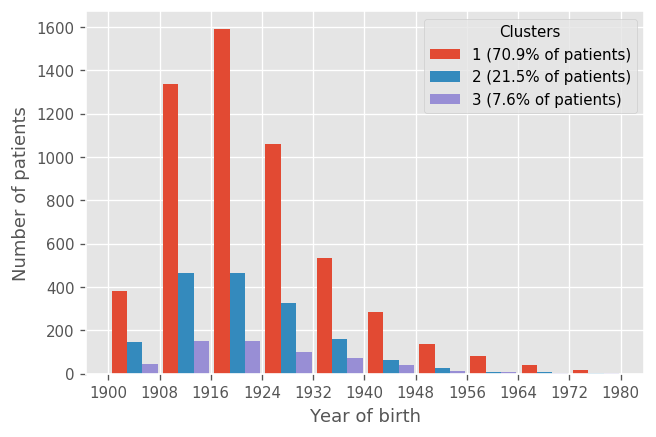 Clusters
1 (70.9% of patients)
2 (21.5% of patients)
3 (7.6% of patients)
Number of patients
1600
1400
1200
1000
800
600
400
200
0
1900 1908 1916 1924 1932 1940 1948 1956 1964 1972 1980
Year of birth